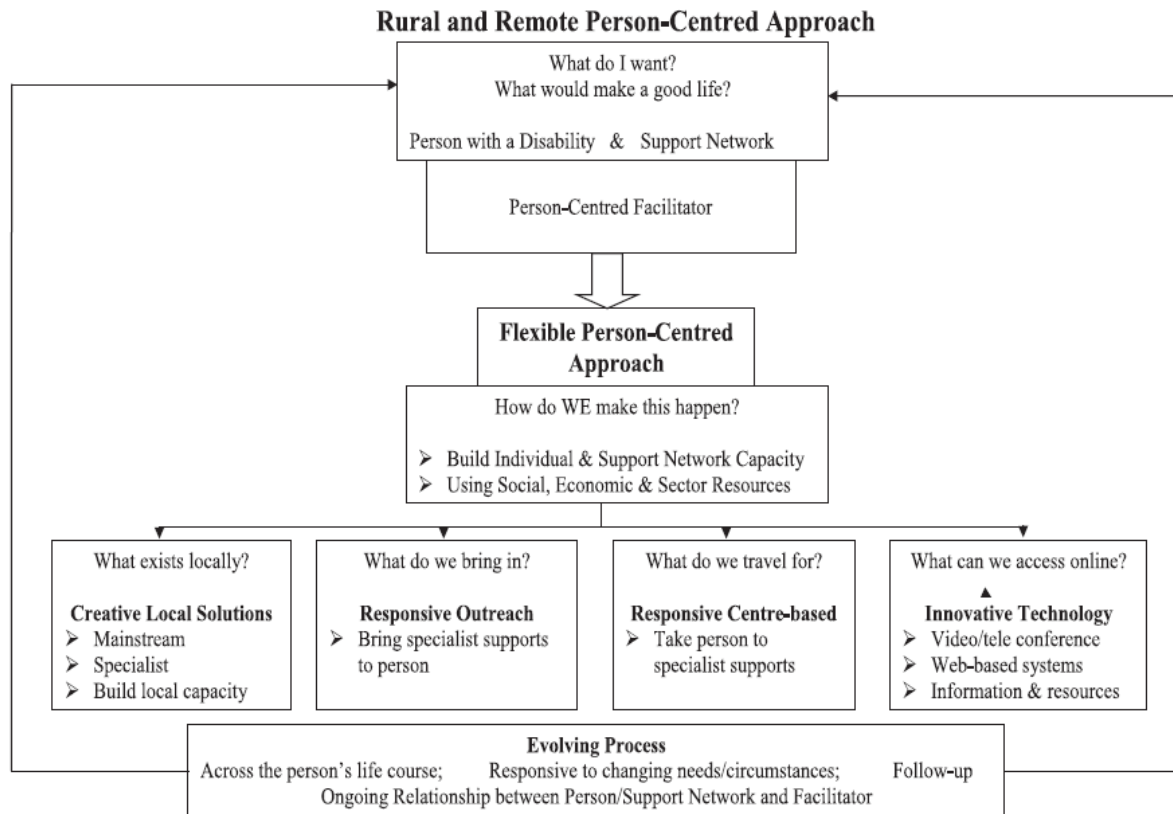 Rural and Remote Person-Centred Approach
What do I want?
What would make a good life?
Person with a Disability & Support Network
Person-Centred Facilitator
Flexible Person-Centred
Approach
How do WE make this happen?
➢ Build Individual & Support Network Capacity
➢ Using Social, Economic & Sector Resources
What exists locally?
Creative Local Solutions
➢ Mainstream
➢ Specialist
➢ Build local capacity
What do we bring in?
Responsive Outreach
➢ Bring specialist supports
to person
What do we travel for?
Responsive Centre-based
➢ Take person to
specialist supports
What can we access online?
Innovative Technology
➢ Video/tele conference
➢ Web-based systems
➢ Information & resources
Evolving Process
Across the person's life course; Responsive to changing needs/circumstances; Follow-up
Ongoing Relationship between Person/Support Network and Facilitator